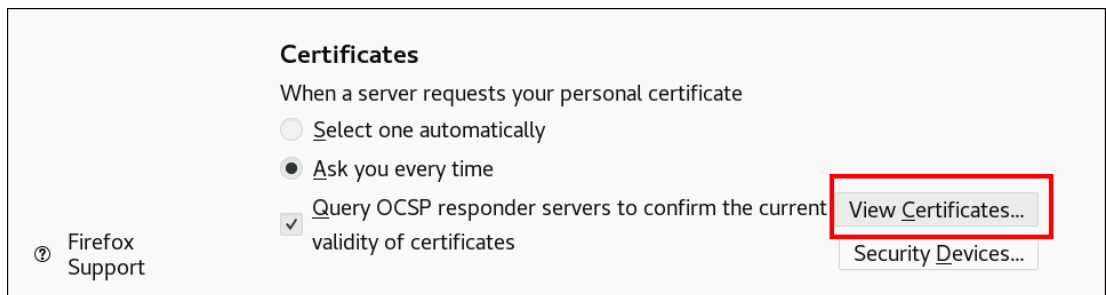 Certificates
When a server requests your personal certificate
Select one automatically
Ask you every time
Query OCSP responder servers to confirm the current
validity of certificates
View Certificates...
Security Devices...
Firefox
Support